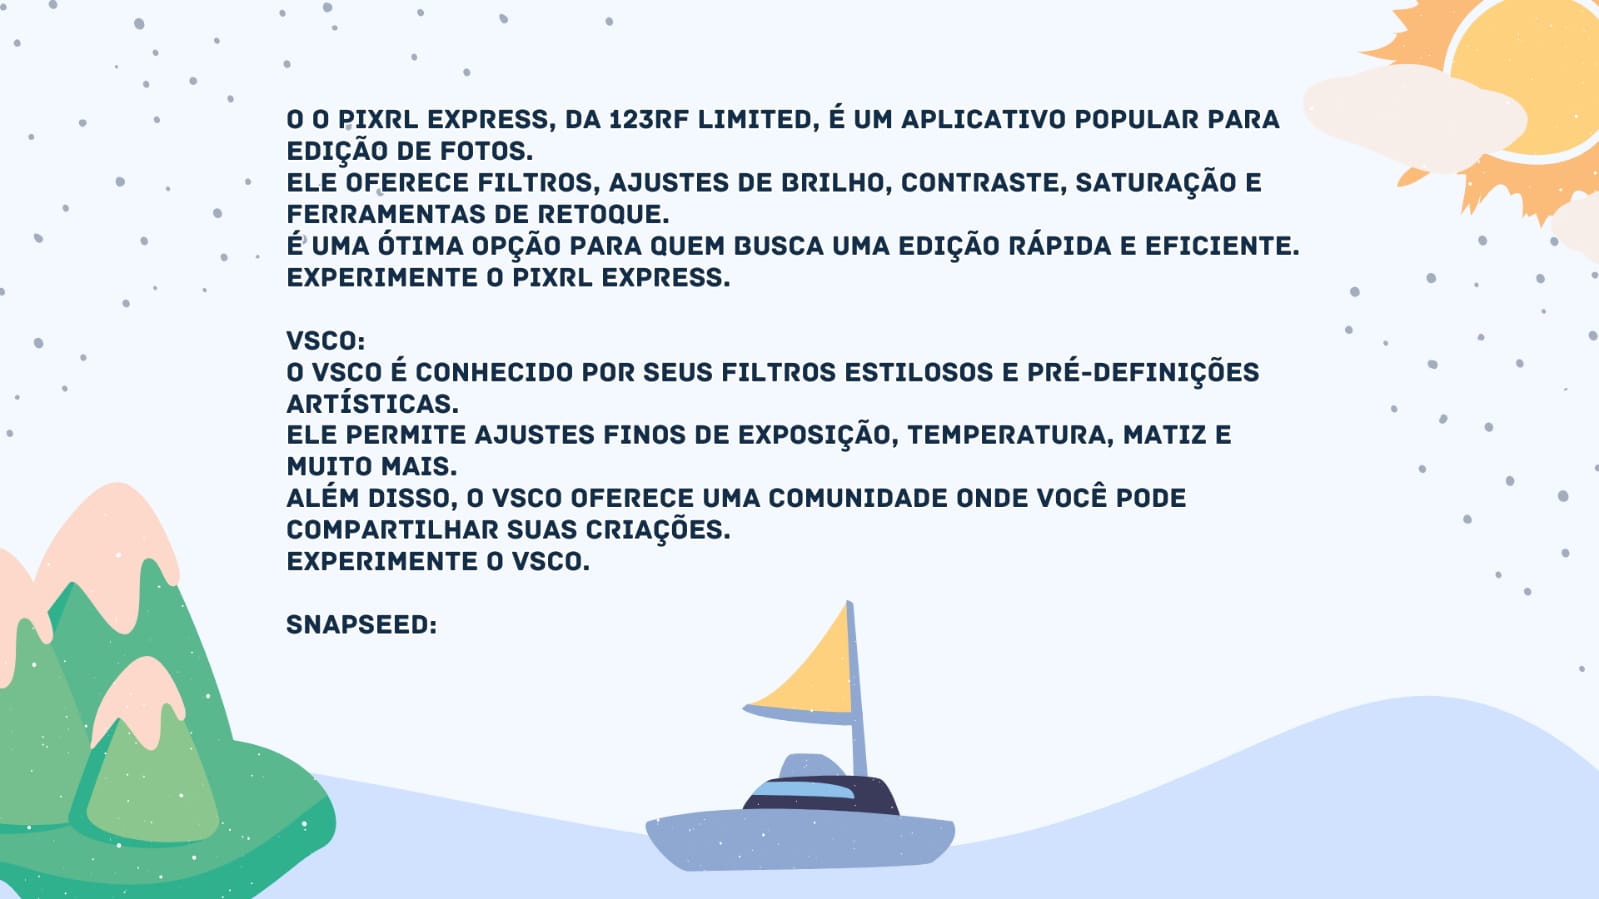 O O PIXRL EXPRESS, DA 123RF LIMITED, É UM APLICATIVO POPULAR PARA
EDIÇÃO DE FOTOS.
ELE OFERECE FILTROS, AJUSTES DE BRILHO, CONTRASTE, SATURAÇÃO E
FERRAMENTAS DE RETOQUE.
É UMA ÓTIMA OPÇÃO PARA QUEM BUSCA UMA EDIÇÃO RÁPIDA E EFICIENTE.
EXPERIMENTE O PIXRL EXPRESS.
VSCO:
O VSCO É CONHECIDO POR SEUS FILTROS ESTILOSOS E PRÉ-DEFINIÇÕES
ARTÍSTICAS.
ELE PERMITE AJUSTES FINOS DE EXPOSIÇÃO, TEMPERATURA, MATIZ E
MUITO MAIS.
ALÉM DISSO, O VSCO OFERECE UMA COMUNIDADE ONDE VOCÊ PODE
COMPARTILHAR SUAS CRIAÇÕES.
EXPERIMENTE O VSCO.
SNAPSEED: